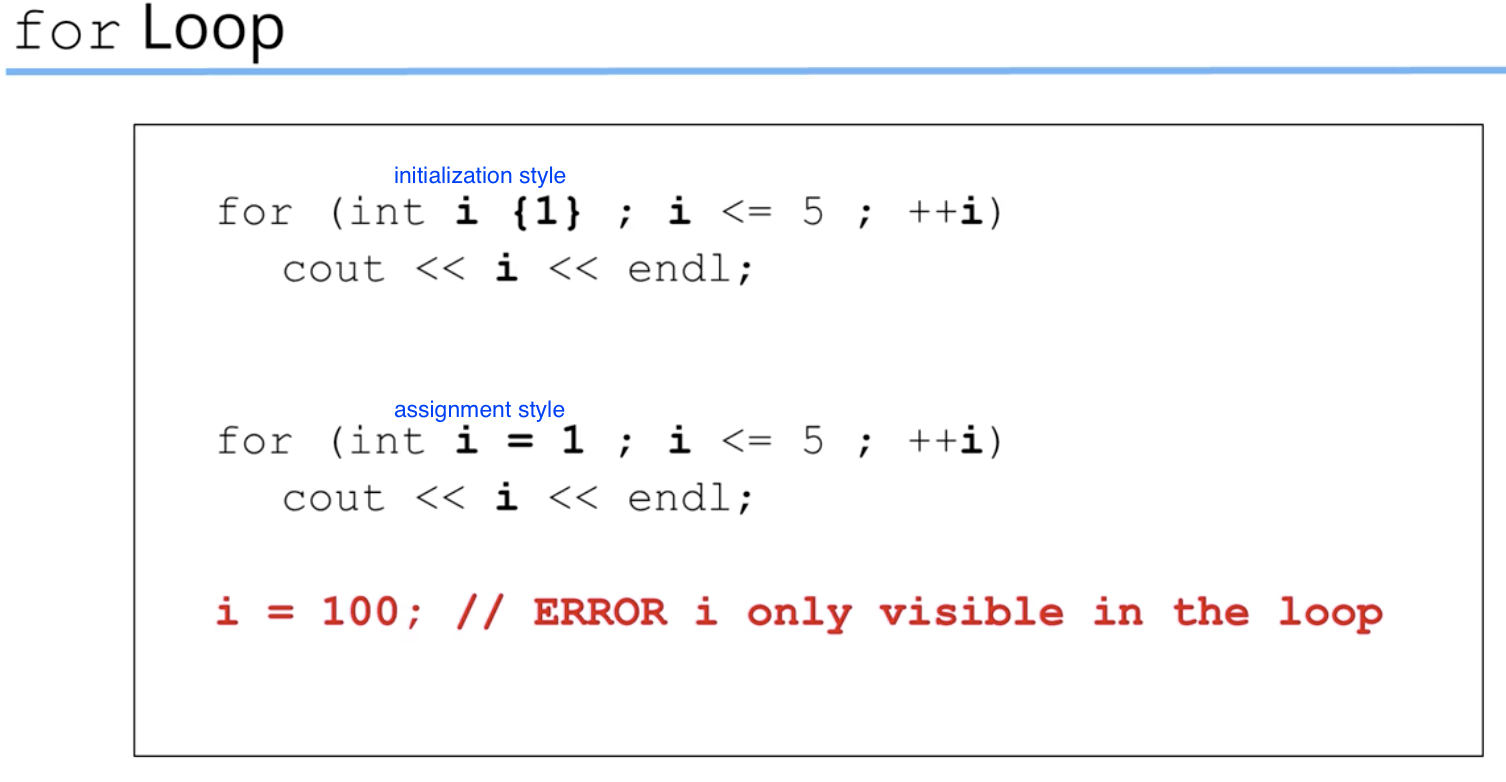 for Loop
initialization style
for (int i {1} ; i <= 5 ; ++i)
cout << i << endl;
assignment style
for (int i = 1 ; i <= 5 ; ++i)
cout << i << endl;
i = 100; // ERROR i only visible in the loop